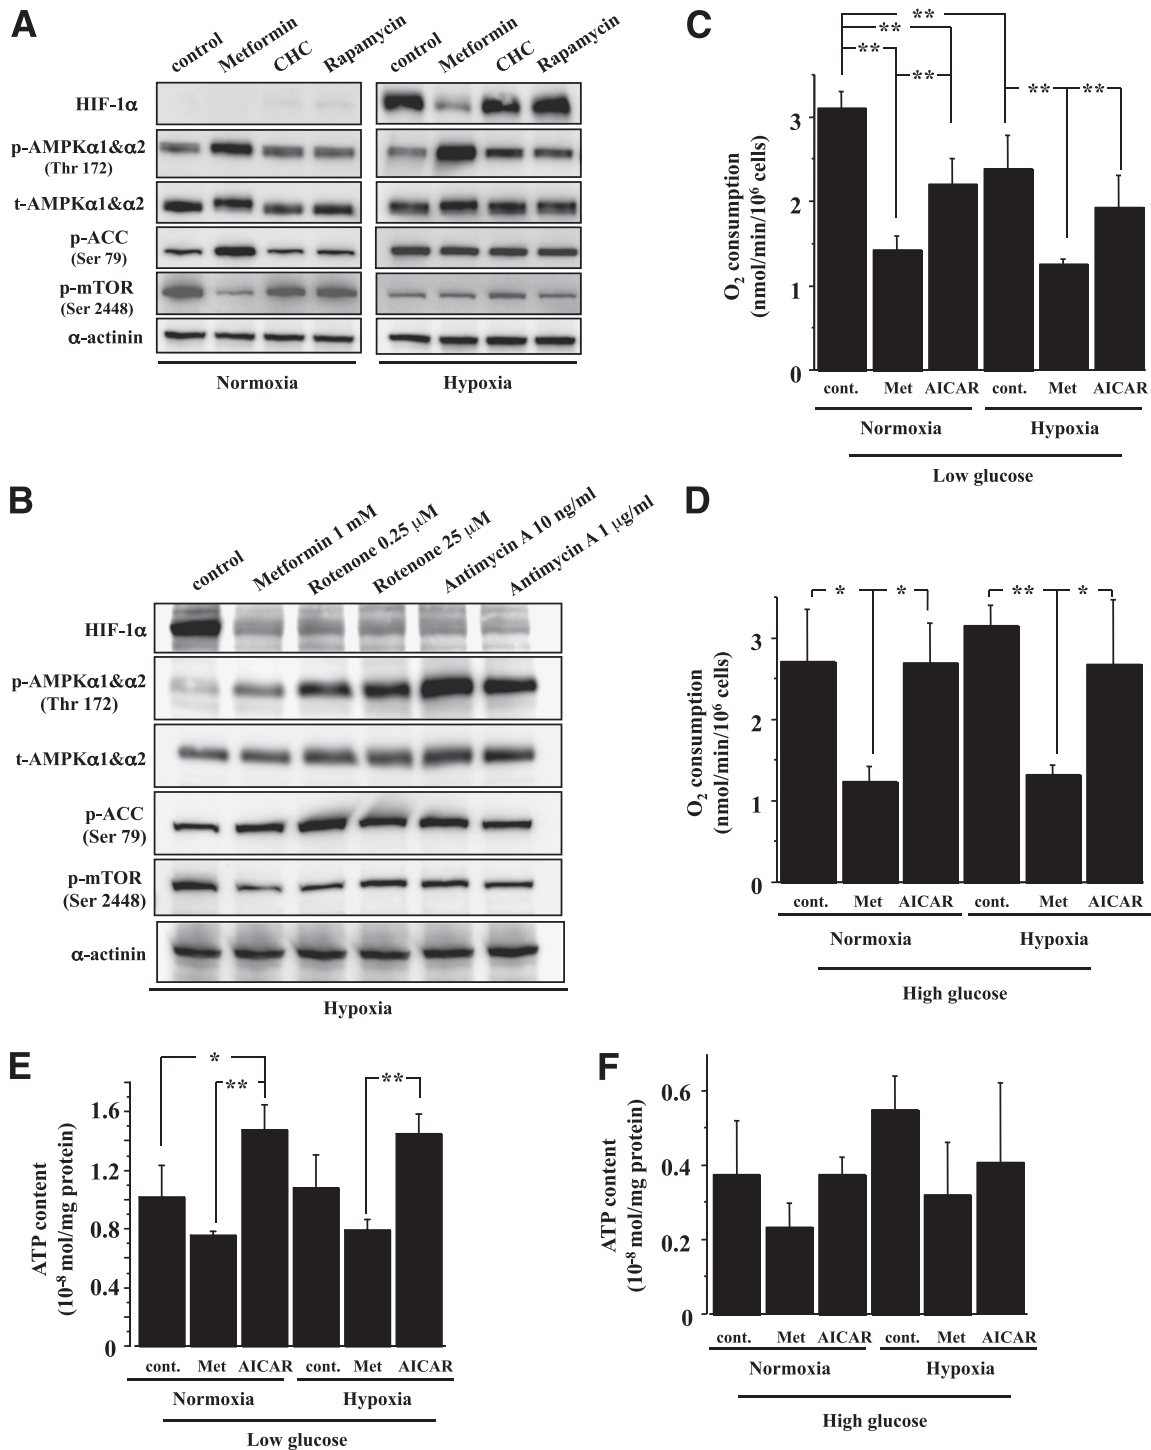 A
control Metformin CHC Rapamycin control Metformin CHC Rapamycin
HIF-1α
p-AMPKα1&α2
(Thr 172)
t-AMPKα1&α2
p-ACC
(Ser 79)
p-mTOR
(Ser 2448)
α-actinin
Normoxia Hypoxia
B
control Metformin 1 mM Rotenone 0.25 μM Rotenone 25 μM Antimycin A 10 ng/ml Antimycin A 1 μg/ml
HIF-1α
p-AMPKα1&α2
(Thr 172)
t-AMPKα1&α2
p-ACC
(Ser 79)
p-mTOR
(Ser 2448)
α-actinin
Hypoxia
C
**
**
**
**
** **
O2 consumption
(nmol/min/10⁶ cells)
3
2
1
0
cont. Met AICAR cont. Met AICAR
Normoxia Hypoxia
Low glucose
D
* * ** *
O2 consumption
(nmol/min/10⁶ cells)
3
2
1
0
cont. Met AICAR cont. Met AICAR
Normoxia Hypoxia
High glucose
E
*
** **
ATP content
(10⁻⁸ mol/mg protein)
1.6
1.2
0.8
0.4
0
cont. Met AICAR cont. Met AICAR
Normoxia Hypoxia
Low glucose
F
ATP content
(10⁻⁸ mol/mg protein)
0.6
0.4
0.2
0
cont. Met AICAR cont. Met AICAR
Normoxia Hypoxia
High glucose